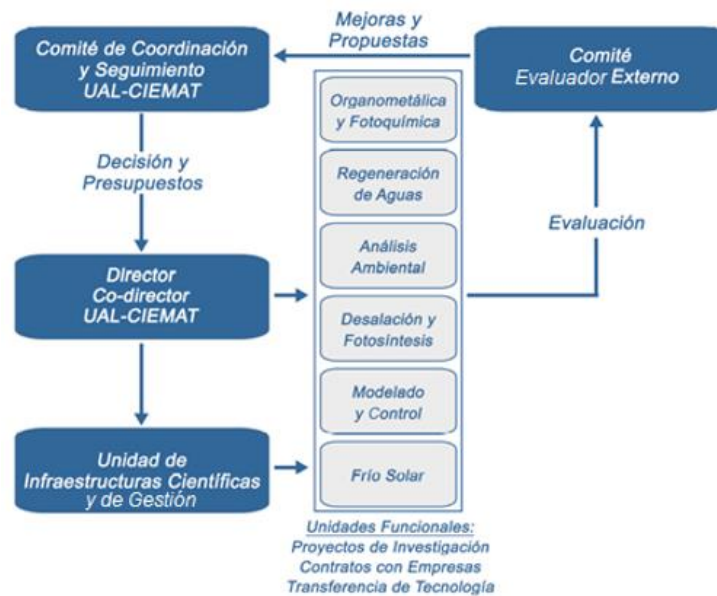 Mejoras y
Propuestas
Comité de Coordinación
y Seguimiento
UAL-CIEMAT
Comité
Evaluador Externo
Organometálica
y Fotoquímica
Decisión y
Presupuestos
Regeneración
de Aguas
Evaluación
Análisis
Ambiental
Director
Co-director
UAL-CIEMAT
Desalación y
Fotosíntesis
Modelado
y Control
Unidad de
Infraestructuras Científicas
y de Gestión
Frío Solar
Unidades Funcionales:
Proyectos de Investigación
Contratos con Empresas
Transferencia de Tecnología